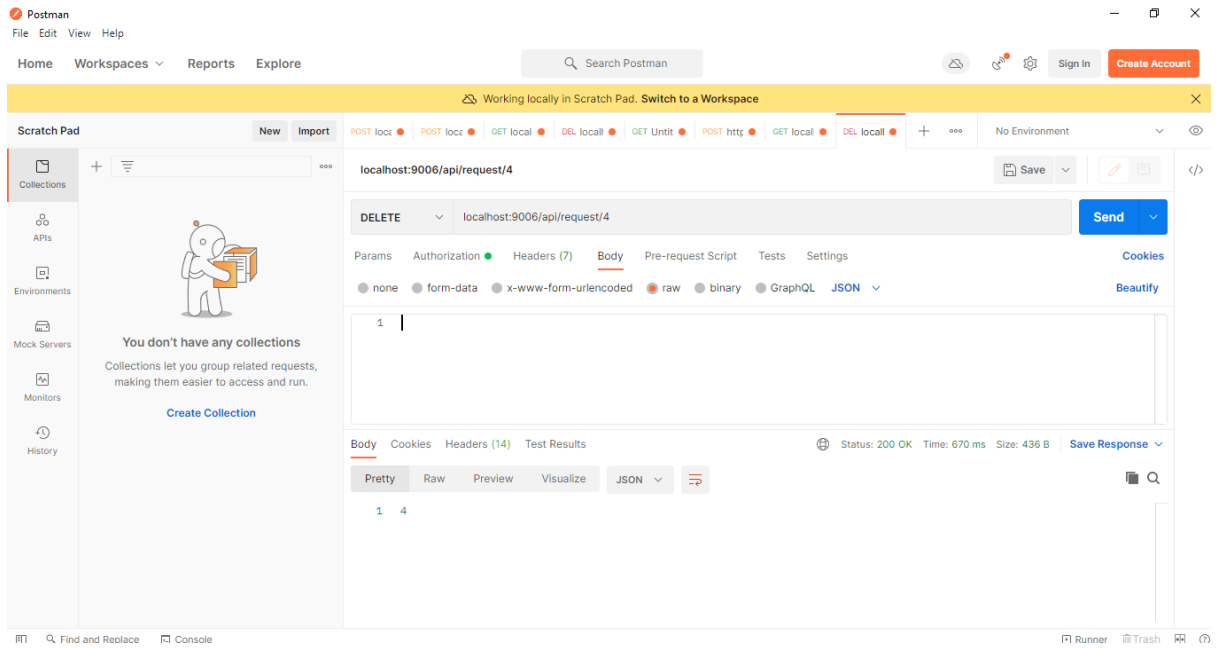 Postman
File Edit View Help
Home Workspaces Reports Explore Search Postman Sign In Create Account
Working locally in Scratch Pad. Switch to a Workspace
Scratch Pad New Import POST loca POST loca GET local DEL locall GET Untit POST http GET locall DEL locall No Environment
Collections
localhost:9006/api/request/4 Save
APIs
DELETE localhost:9006/api/request/4 Send
Params Authorization Headers (7) Body Pre-request Script Tests Settings Cookies
Environments
none form-data x-www-form-urlencoded raw binary GraphQL JSON Beautify
1
Mock Servers
You don't have any collections
Collections let you group related requests,
making them easier to access and run.
Monitors
Create Collection
History
Body Cookies Headers (14) Test Results Status: 200 OK Time: 670 ms Size: 436 B Save Response
Pretty Raw Preview Visualize JSON
1 4
Find and Replace Console Runner Trash